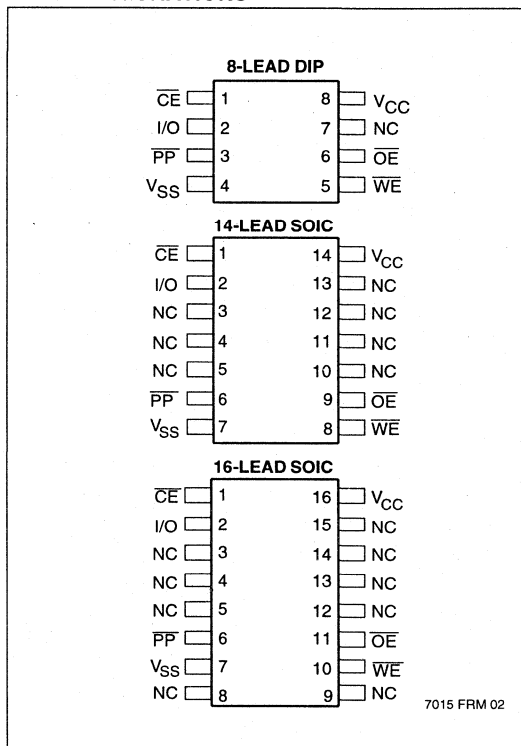 8-LEAD DIP
CE 1 8 VCC
I/O 2 7 NC
PP 3 6 OE
VSS 4 5 WE
14-LEAD SOIC
CE 1 14 VCC
I/O 2 13 NC
NC 3 12 NC
NC 4 11 NC
NC 5 10 NC
PP 6 9 OE
VSS 7 8 WE
16-LEAD SOIC
CE 1 16 VCC
I/O 2 15 NC
NC 3 14 NC
NC 4 13 NC
NC 5 12 NC
PP 6 11 OE
VSS 7 10 WE
NC 8 9 NC
7015 FRM 02